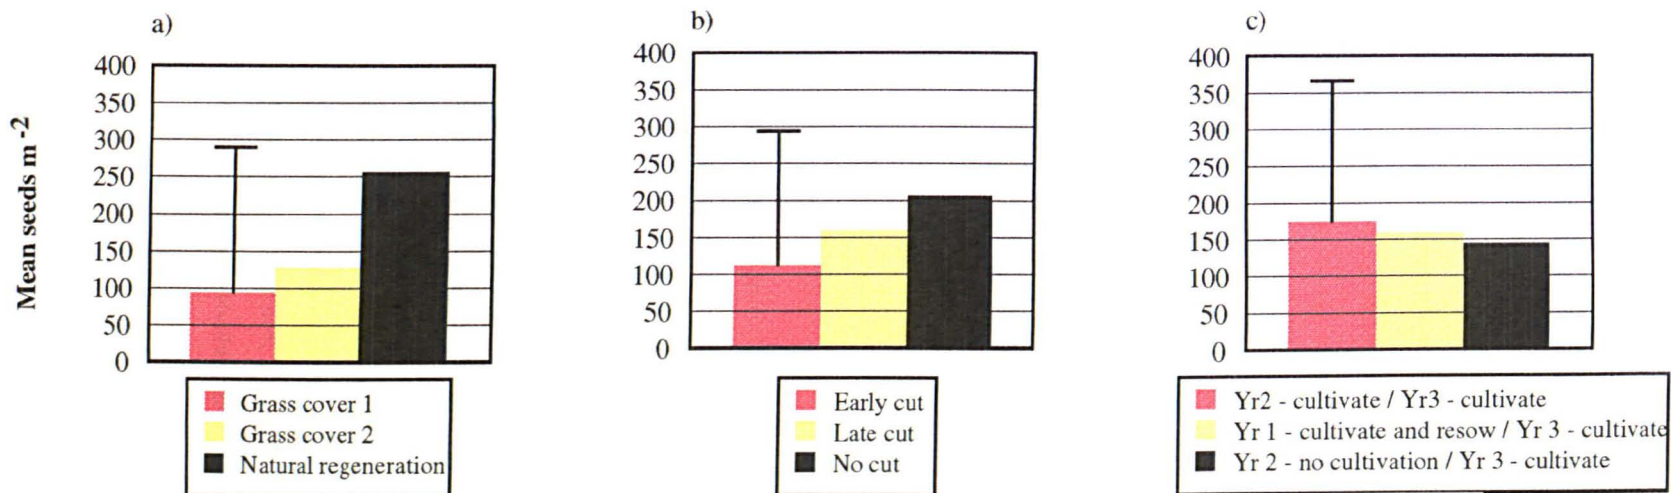 a)
400
350
300
250
200
150
100
50
0
Mean seeds m -2
Grass cover 1
Grass cover 2
Natural regeneration
b)
400
350
300
250
200
150
100
50
0
Early cut
Late cut
No cut
c)
400
350
300
250
200
150
100
50
0
Yr2 - cultivate / Yr3 - cultivate
Yr 1 - cultivate and resow / Yr 3 - cultivate
Yr 2 - no cultivation / Yr 3 - cultivate